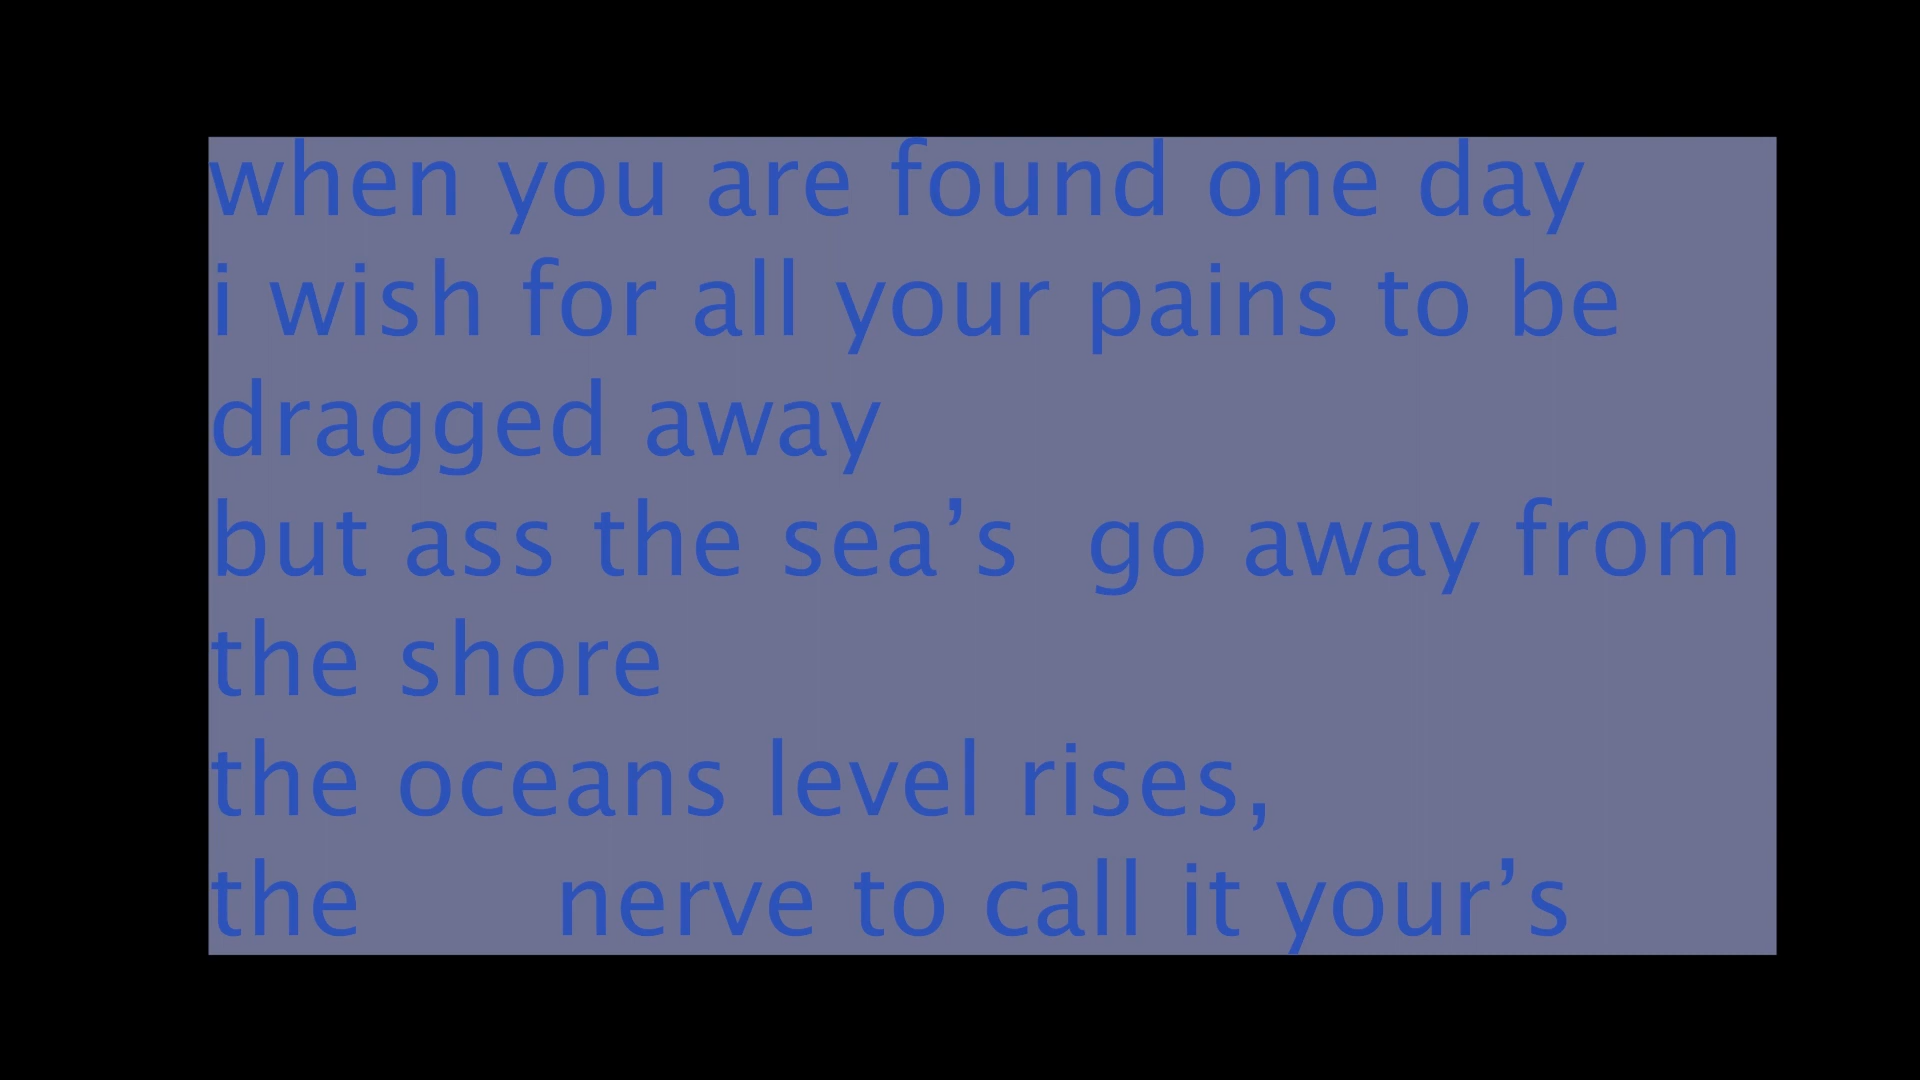 when you are found one day
i wish for all your pains to be
dragged away
but ass the sea’s  go away from
the shore
the oceans level rises,
the      nerve to call it your’s